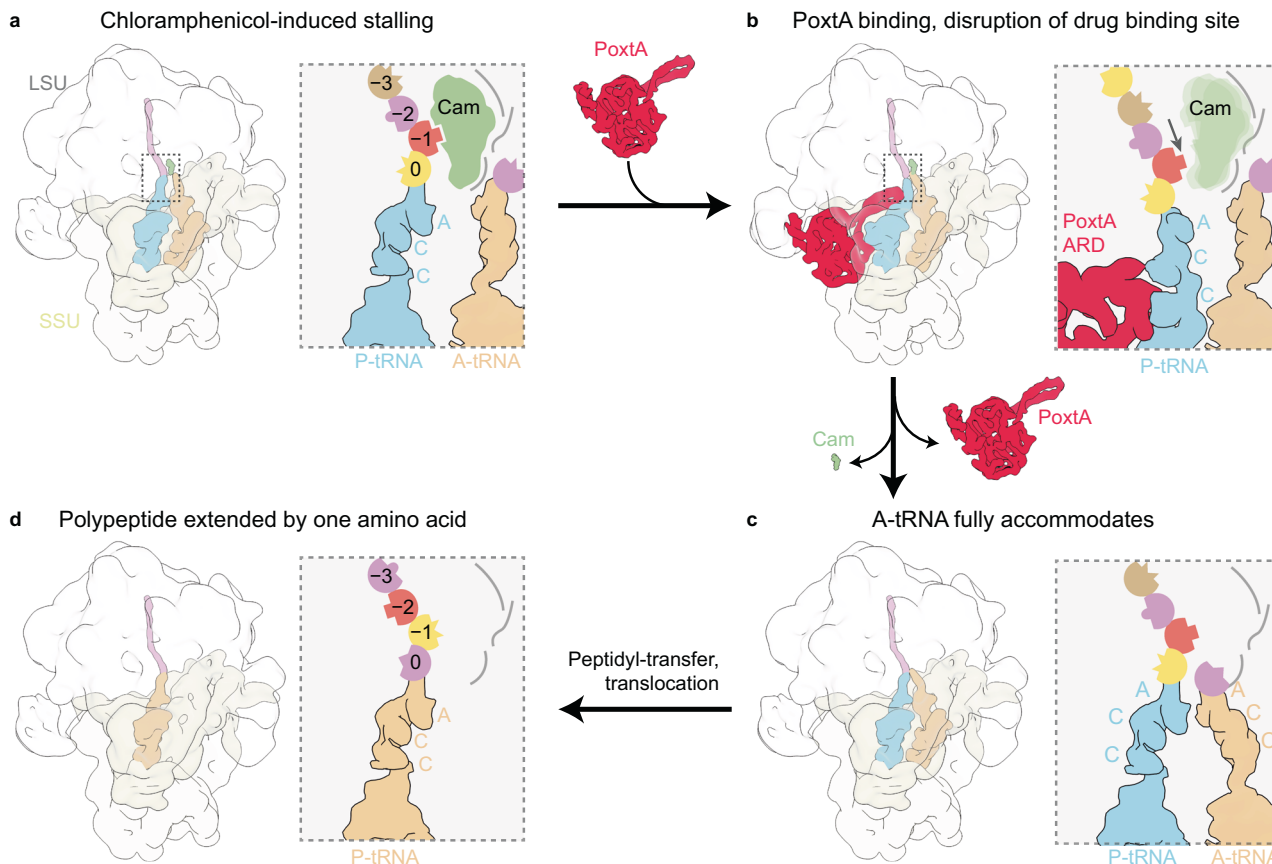 a Chloramphenicol-induced stalling
LSU
SSU
−3
−2
−1
0
Cam
A
C
C
P-tRNA A-tRNA
PoxtA
b PoxtA binding, disruption of drug binding site
Cam
PoxtA
ARD
A
C
C
P-tRNA
Cam
PoxtA
c A-tRNA fully accommodates
A
C
C
A
C
C
P-tRNA A-tRNA
Peptidyl-transfer,
translocation
d Polypeptide extended by one amino acid
−3
−2
−1
0
A
C
C
P-tRNA